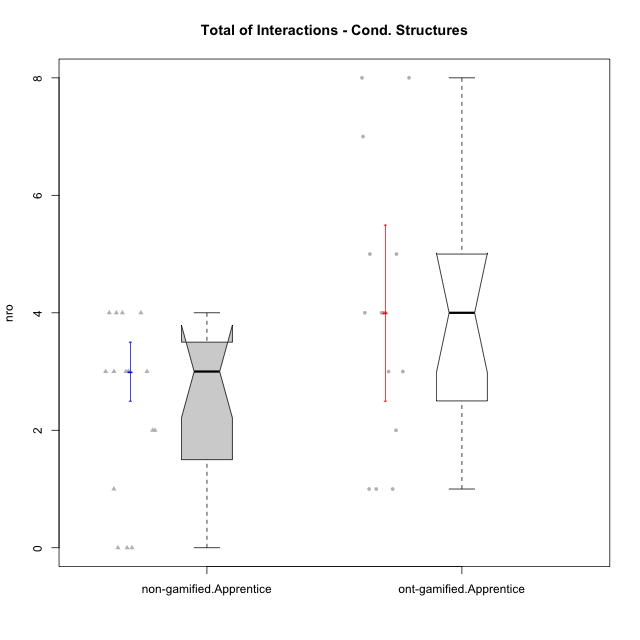 Total of Interactions - Cond. Structures
8
6
4
2
0
nro
non-gamified.Apprentice
ont-gamified.Apprentice